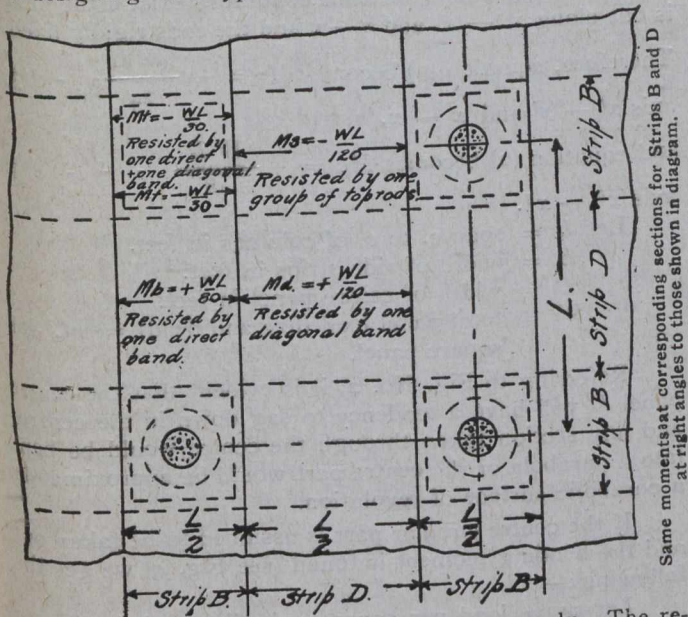 Mt = - WL/30.
Resisted by
one direct
+one diagonal
band.
Mt = - WL/30
Ms = - WL/120
Resisted by one
group of toprods
Mb = + WL/80
Resisted by
one direct
band.
Md. = + WL/120
Resisted by one
diagonal band
L.
Strip B
Strip D
Strip B
L/2
L/2
L/2
Strip B.
Strip D.
Strip B
Same moments at corresponding sections for Strips B and D
at right angles to those shown in diagram.
The re-